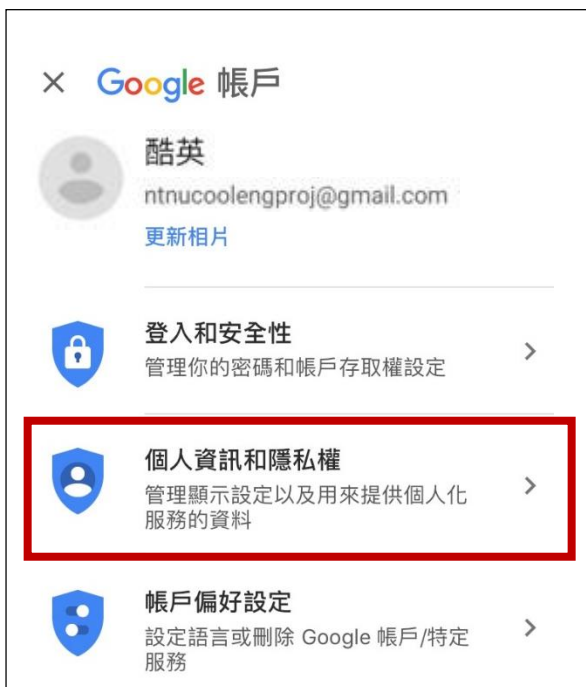 × Google 帳戶
酷英
ntnucoolengproj@gmail.com
更新相片
登入和安全性
管理你的密碼和帳戶存取權設定
個人資訊和隱私權
管理顯示設定以及用來提供個人化
服務的資料
帳戶偏好設定
設定語言或刪除 Google 帳戶/特定
服務